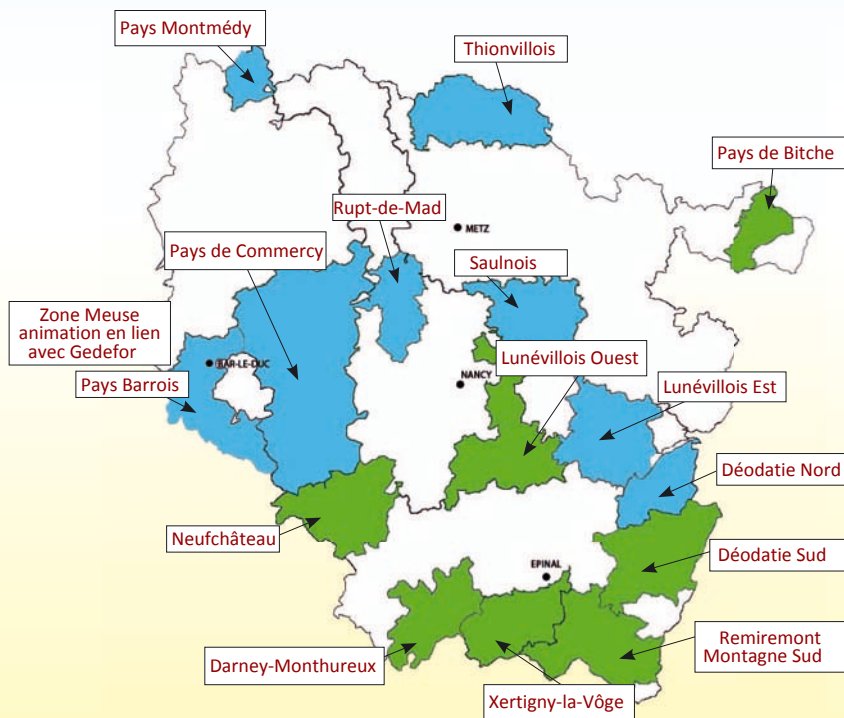 Pays Montmédy
Thionvillois
Pays de Bitche
Rupt-de-Mad
METZ
Pays de Commercy
Saulnois
Zone Meuse
animation en lien
avec Gedefor
Lunévillois Ouest
BAR-LE-DUC
NANCY
Pays Barrois
Lunévillois Est
Déodatie Nord
Neufchâteau
Déodatie Sud
EPINAL
Remiremont
Montagne Sud
Darney-Monthureux
Xertigny-la-Vôge